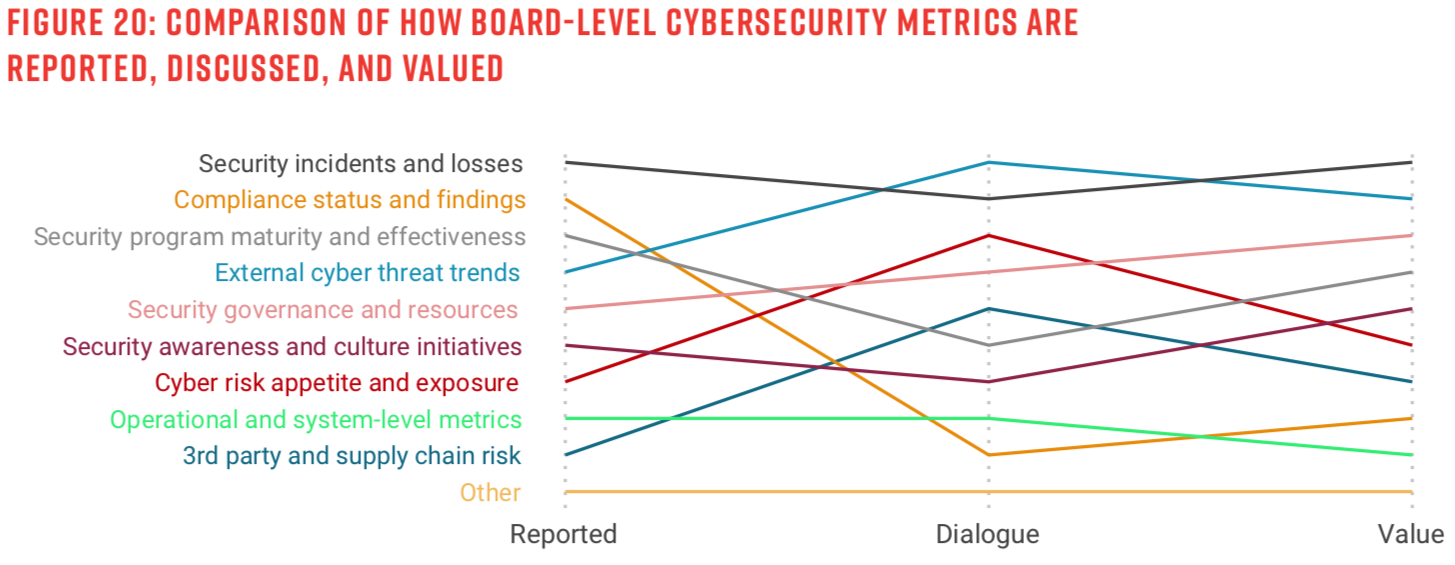 FIGURE 20: COMPARISON OF HOW BOARD-LEVEL CYBERSECURITY METRICS ARE
REPORTED, DISCUSSED, AND VALUED
Security incidents and losses
Compliance status and findings
Security program maturity and effectiveness
External cyber threat trends
Security governance and resources
Security awareness and culture initiatives
Cyber risk appetite and exposure
Operational and system-level metrics
3rd party and supply chain risk
Other
Reported Dialogue Value